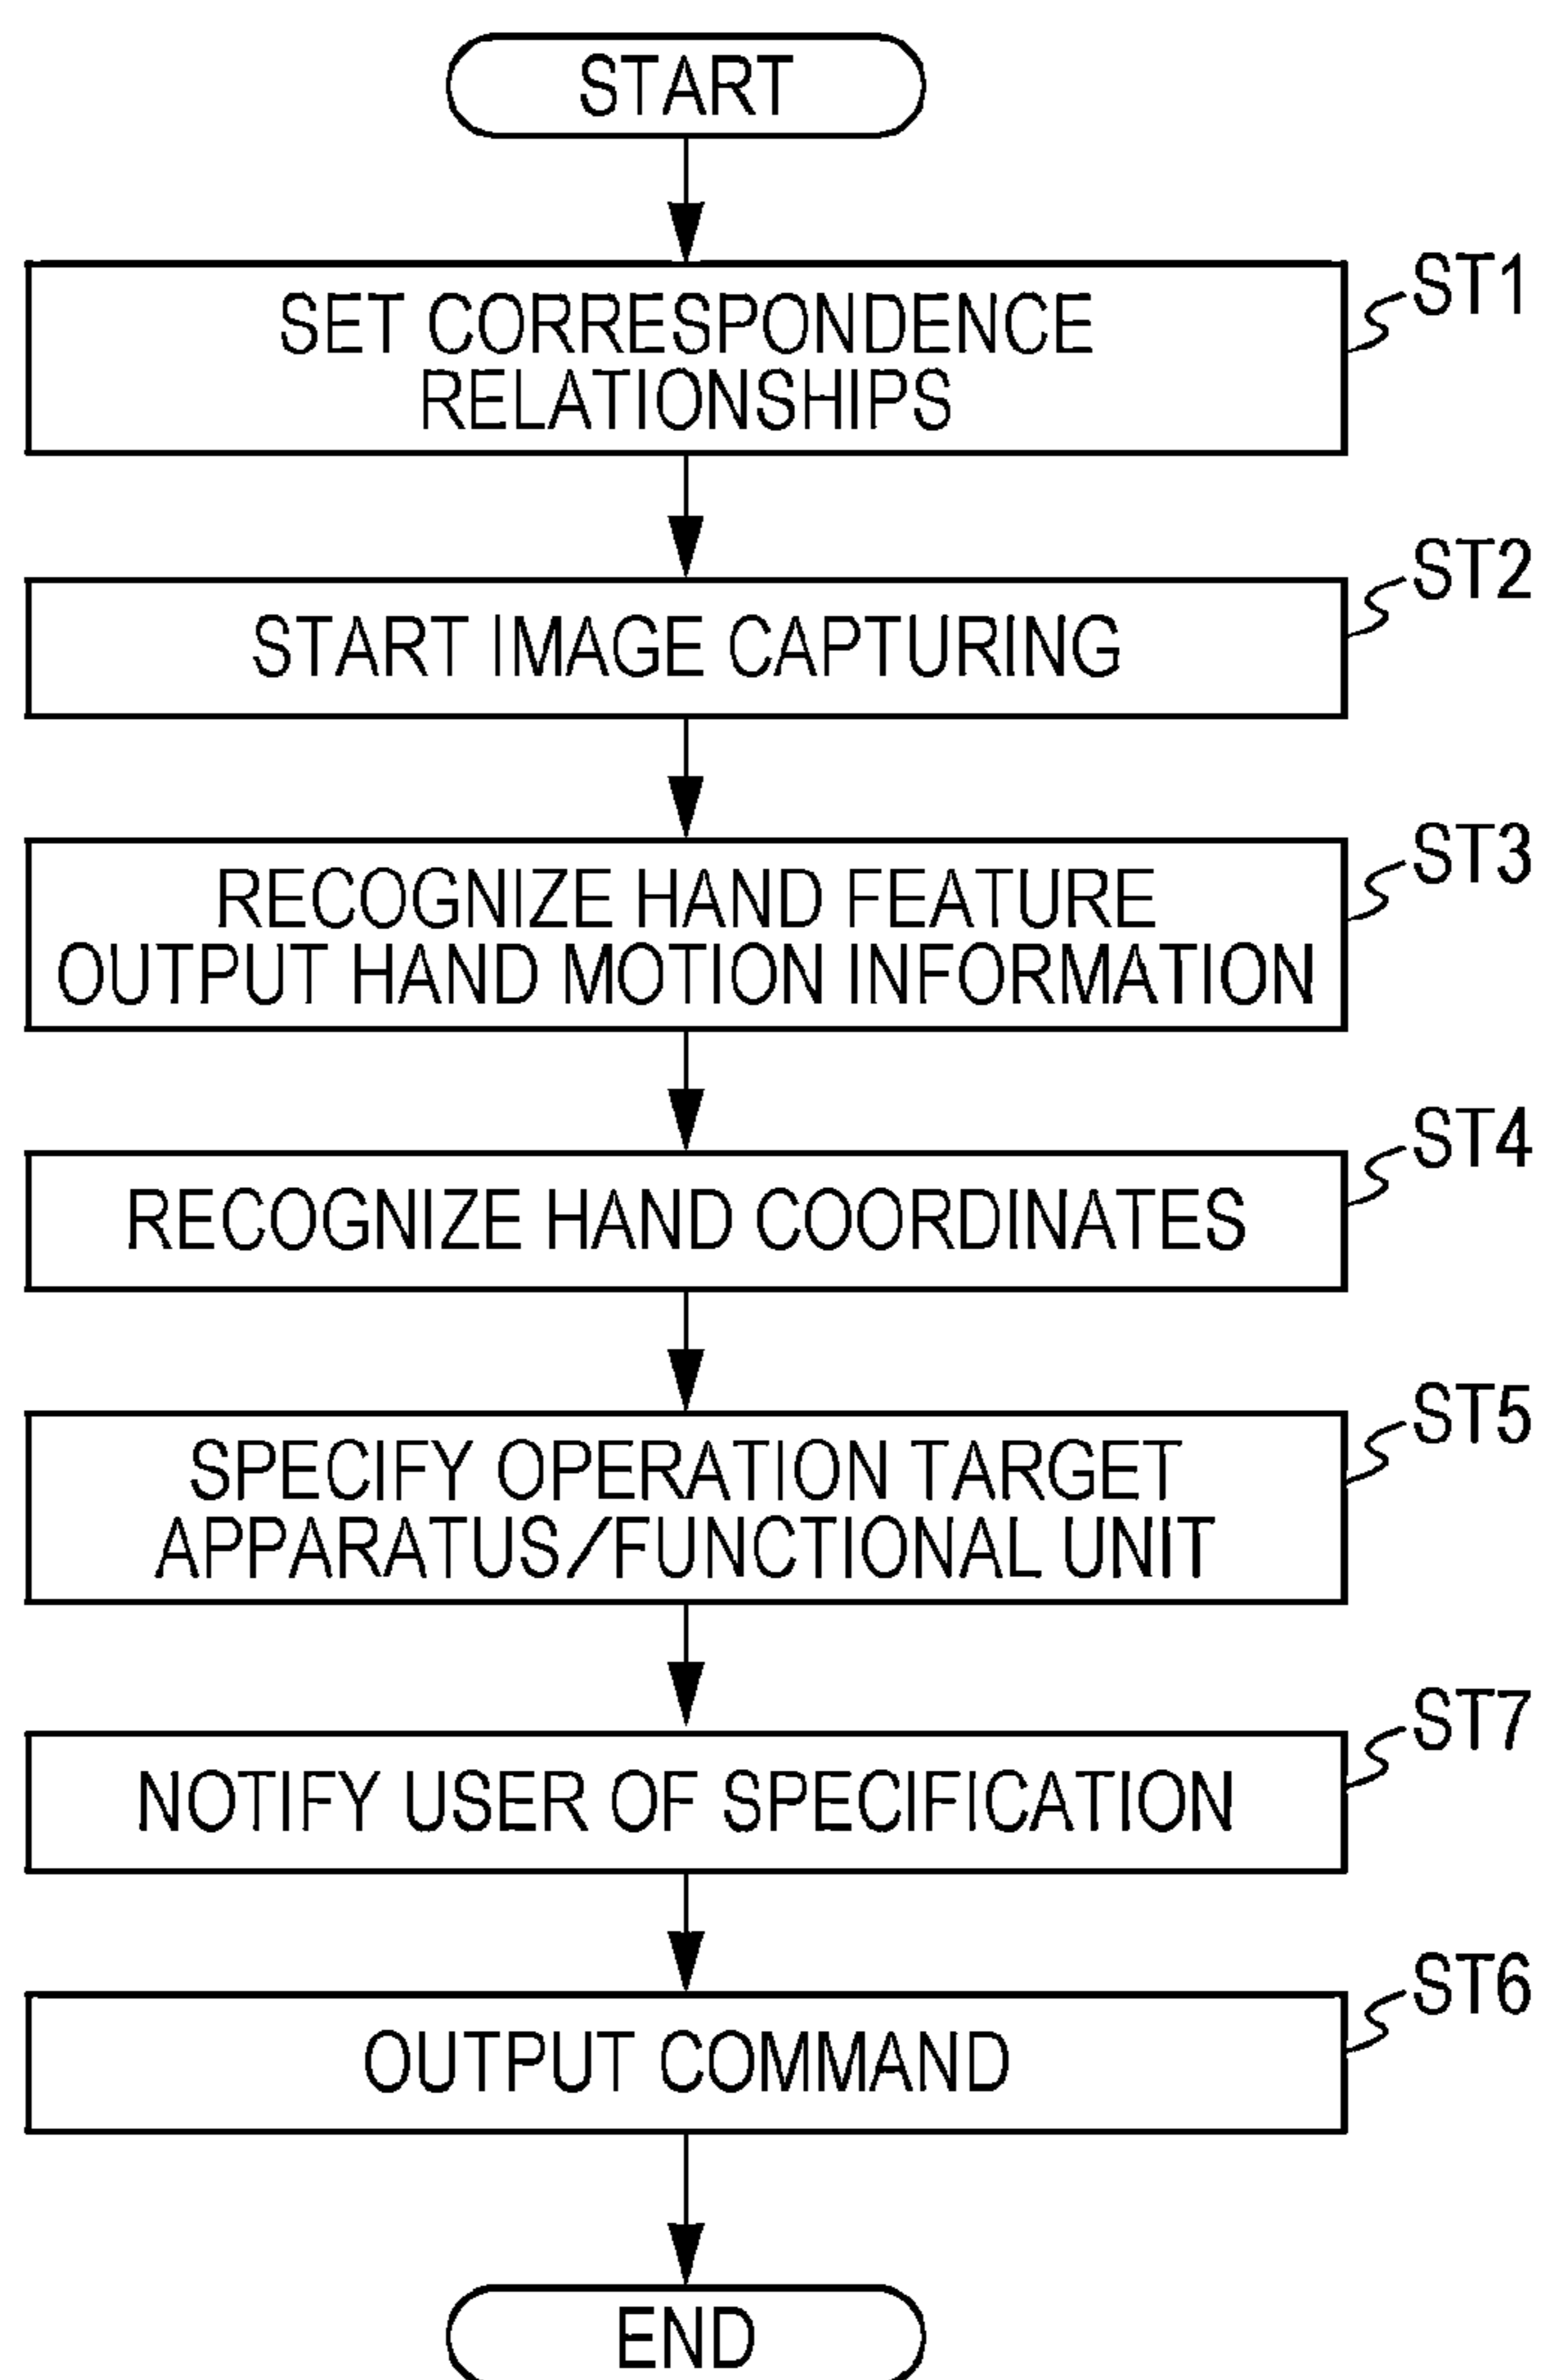 START
SET CORRESPONDENCE
RELATIONSHIPS
ST1
START IMAGE CAPTURING
ST2
RECOGNIZE HAND FEATURE
OUTPUT HAND MOTION INFORMATION
ST3
RECOGNIZE HAND COORDINATES
ST4
SPECIFY OPERATION TARGET
APPARATUS/FUNCTIONAL UNIT
ST5
NOTIFY USER OF SPECIFICATION
ST7
OUTPUT COMMAND
ST6
END